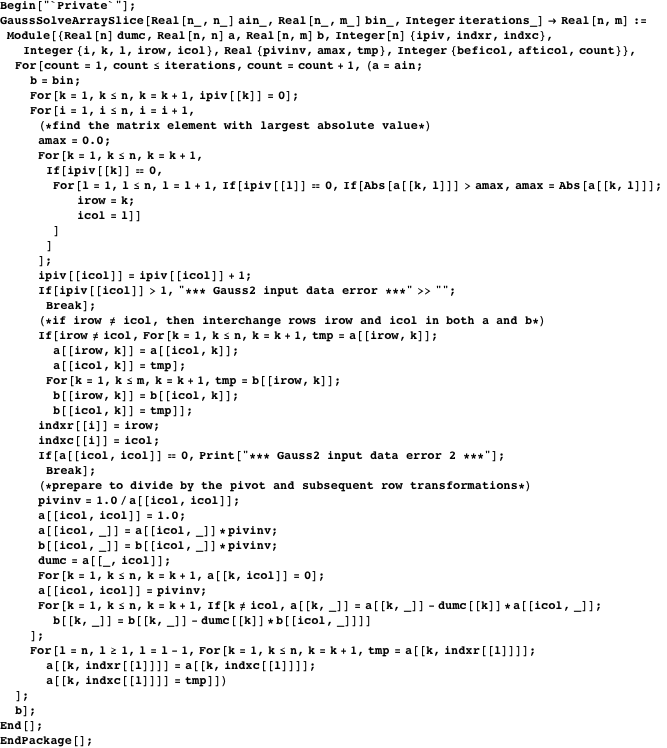 Begin["`Private`"];
GaussSolveArraySlice[Real[n_, n_] ain_, Real[n_, m_] bin_, Integer iterations_] → Real[n, m] :=
Module[{Real[n] dumc, Real[n, n] a, Real[n, m] b, Integer[n] {ipiv, indxr, indxc},
Integer {i, k, l, irow, icol}, Real {pivinv, amax, tmp}, Integer {beficol, afticol, count}},
For[count = 1, count ≤ iterations, count = count + 1, (a = ain;
b = bin;
For[k = 1, k ≤ n, k = k + 1, ipiv[[k]] = 0];
For[i = 1, i ≤ n, i = i + 1,
(*find the matrix element with largest absolute value*)
amax = 0.0;
For[k = 1, k ≤ n, k = k + 1,
If[ipiv[[k]] == 0,
For[l = 1, l ≤ n, l = l + 1, If[ipiv[[l]] == 0, If[Abs[a[[k, l]]] > amax, amax = Abs[a[[k, l]]];
irow = k;
icol = l]]
]
]
];
ipiv[[icol]] = ipiv[[icol]] + 1;
If[ipiv[[icol]] > 1, "*** Gauss2 input data error ***" >> "";
Break];
(*if irow ≠ icol, then interchange rows irow and icol in both a and b*)
If[irow ≠ icol, For[k = 1, k ≤ n, k = k + 1, tmp = a[[irow, k]];
a[[irow, k]] = a[[icol, k]];
a[[icol, k]] = tmp];
For[k = 1, k ≤ m, k = k + 1, tmp = b[[irow, k]];
b[[irow, k]] = b[[icol, k]];
b[[icol, k]] = tmp]];
indxr[[i]] = irow;
indxc[[i]] = icol;
If[a[[icol, icol]] == 0, Print["*** Gauss2 input data error 2 ***"];
Break];
(*prepare to divide by the pivot and subsequent row transformations*)
pivinv = 1.0 / a[[icol, icol]];
a[[icol, icol]] = 1.0;
a[[icol, _]] = a[[icol, _]] * pivinv;
b[[icol, _]] = b[[icol, _]] * pivinv;
dumc = a[[_, icol]];
For[k = 1, k ≤ n, k = k + 1, a[[k, icol]] = 0];
a[[icol, icol]] = pivinv;
For[k = 1, k ≤ n, k = k + 1, If[k ≠ icol, a[[k, _]] = a[[k, _]] - dumc[[k]] * a[[icol, _]];
b[[k, _]] = b[[k, _]] - dumc[[k]] * b[[icol, _]]]]
];
For[l = n, l ≥ 1, l = l - 1, For[k = 1, k ≤ n, k = k + 1, tmp = a[[k, indxr[[l]]]];
a[[k, indxr[[l]]]] = a[[k, indxc[[l]]]];
a[[k, indxc[[l]]]] = tmp]])
];
b];
End[];
EndPackage[];